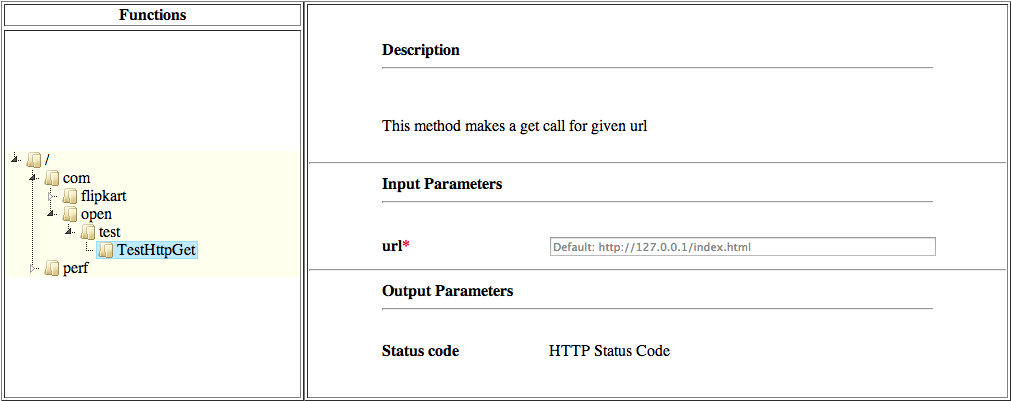 Functions
/
com
flipkart
open
test
TestHttpGet
perf
Description
This method makes a get call for given url
Input Parameters
url* Default: http://127.0.0.1/index.html
Output Parameters
Status code HTTP Status Code